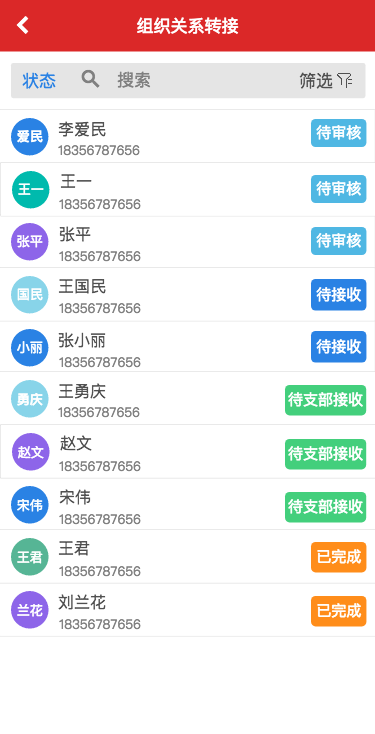 组织关系转接
状态 搜索 筛选
爱民 李爱民 待审核
18356787656
王一 王一 待审核
18356787656
张平 张平 待审核
18356787656
国民 王国民 待接收
18356787656
小丽 张小丽 待接收
18356787656
勇庆 王勇庆 待支部接收
18356787656
赵文 赵文 待支部接收
18356787656
宋伟 宋伟 待支部接收
18356787656
王君 王君 已完成
18356787656
兰花 刘兰花 已完成
18356787656